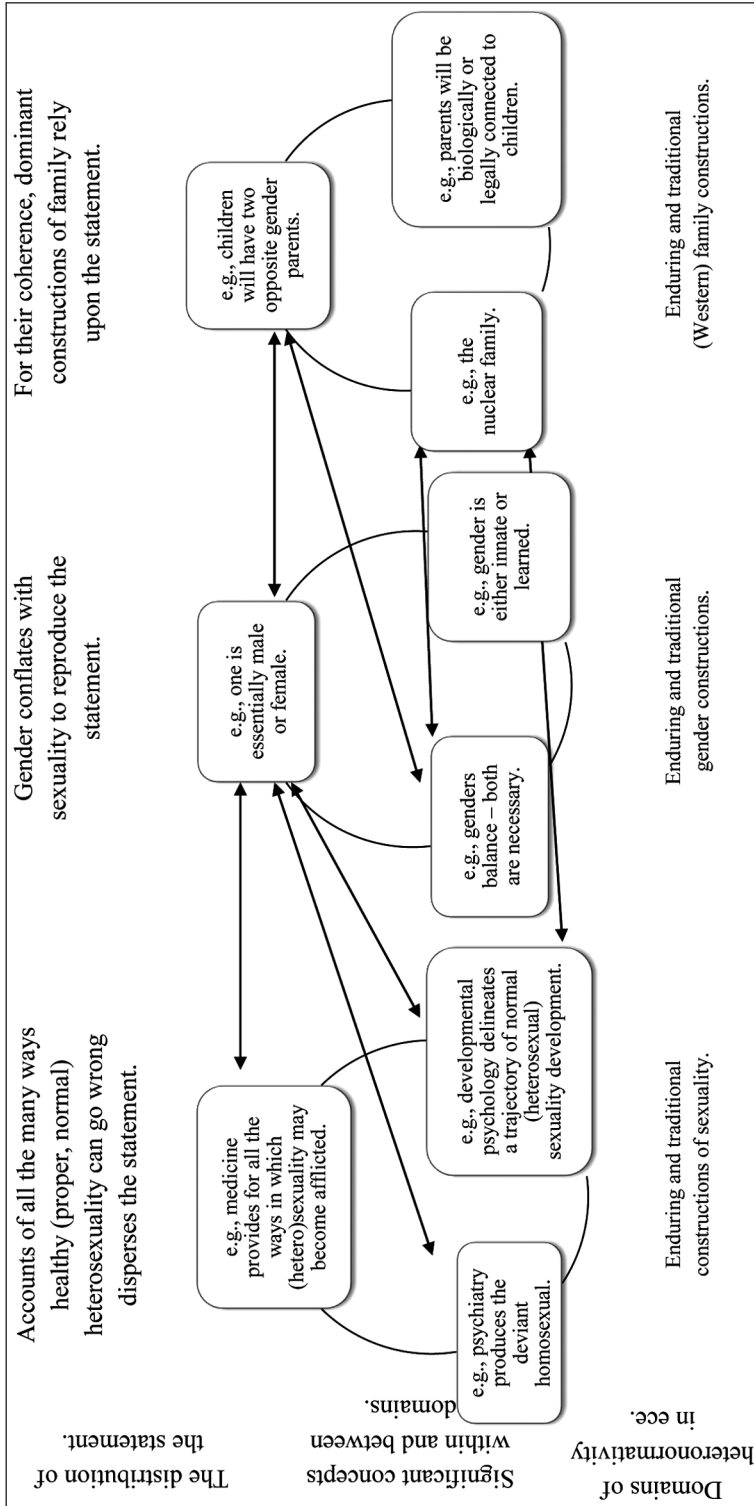 The distribution of
the statement.
Accounts of all the many ways
healthy (proper, normal)
heterosexuality can go wrong
disperses the statement.
Gender conflates with
sexuality to reproduce the
statement.
For their coherence, dominant
constructions of family rely
upon the statement.
Significant concepts
within and between
domains.
e.g., medicine
provides for all the
ways in which
(hetero)sexuality may
become afflicted.
e.g., psychiatry
produces the
deviant
homosexual.
e.g., developmental
psychology delineates
a trajectory of normal
(heterosexual)
sexuality development.
e.g., one is
essentially male
or female.
e.g., genders
balance – both
are necessary.
e.g., gender is
either innate or
learned.
e.g., children
will have two
opposite gender
parents.
e.g., the
nuclear family.
e.g., parents will be
biologically or
legally connected to
children.
Domains of
heteronormativity
in ece.
Enduring and traditional
constructions of sexuality.
Enduring and traditional
gender constructions.
Enduring and traditional
(Western) family constructions.